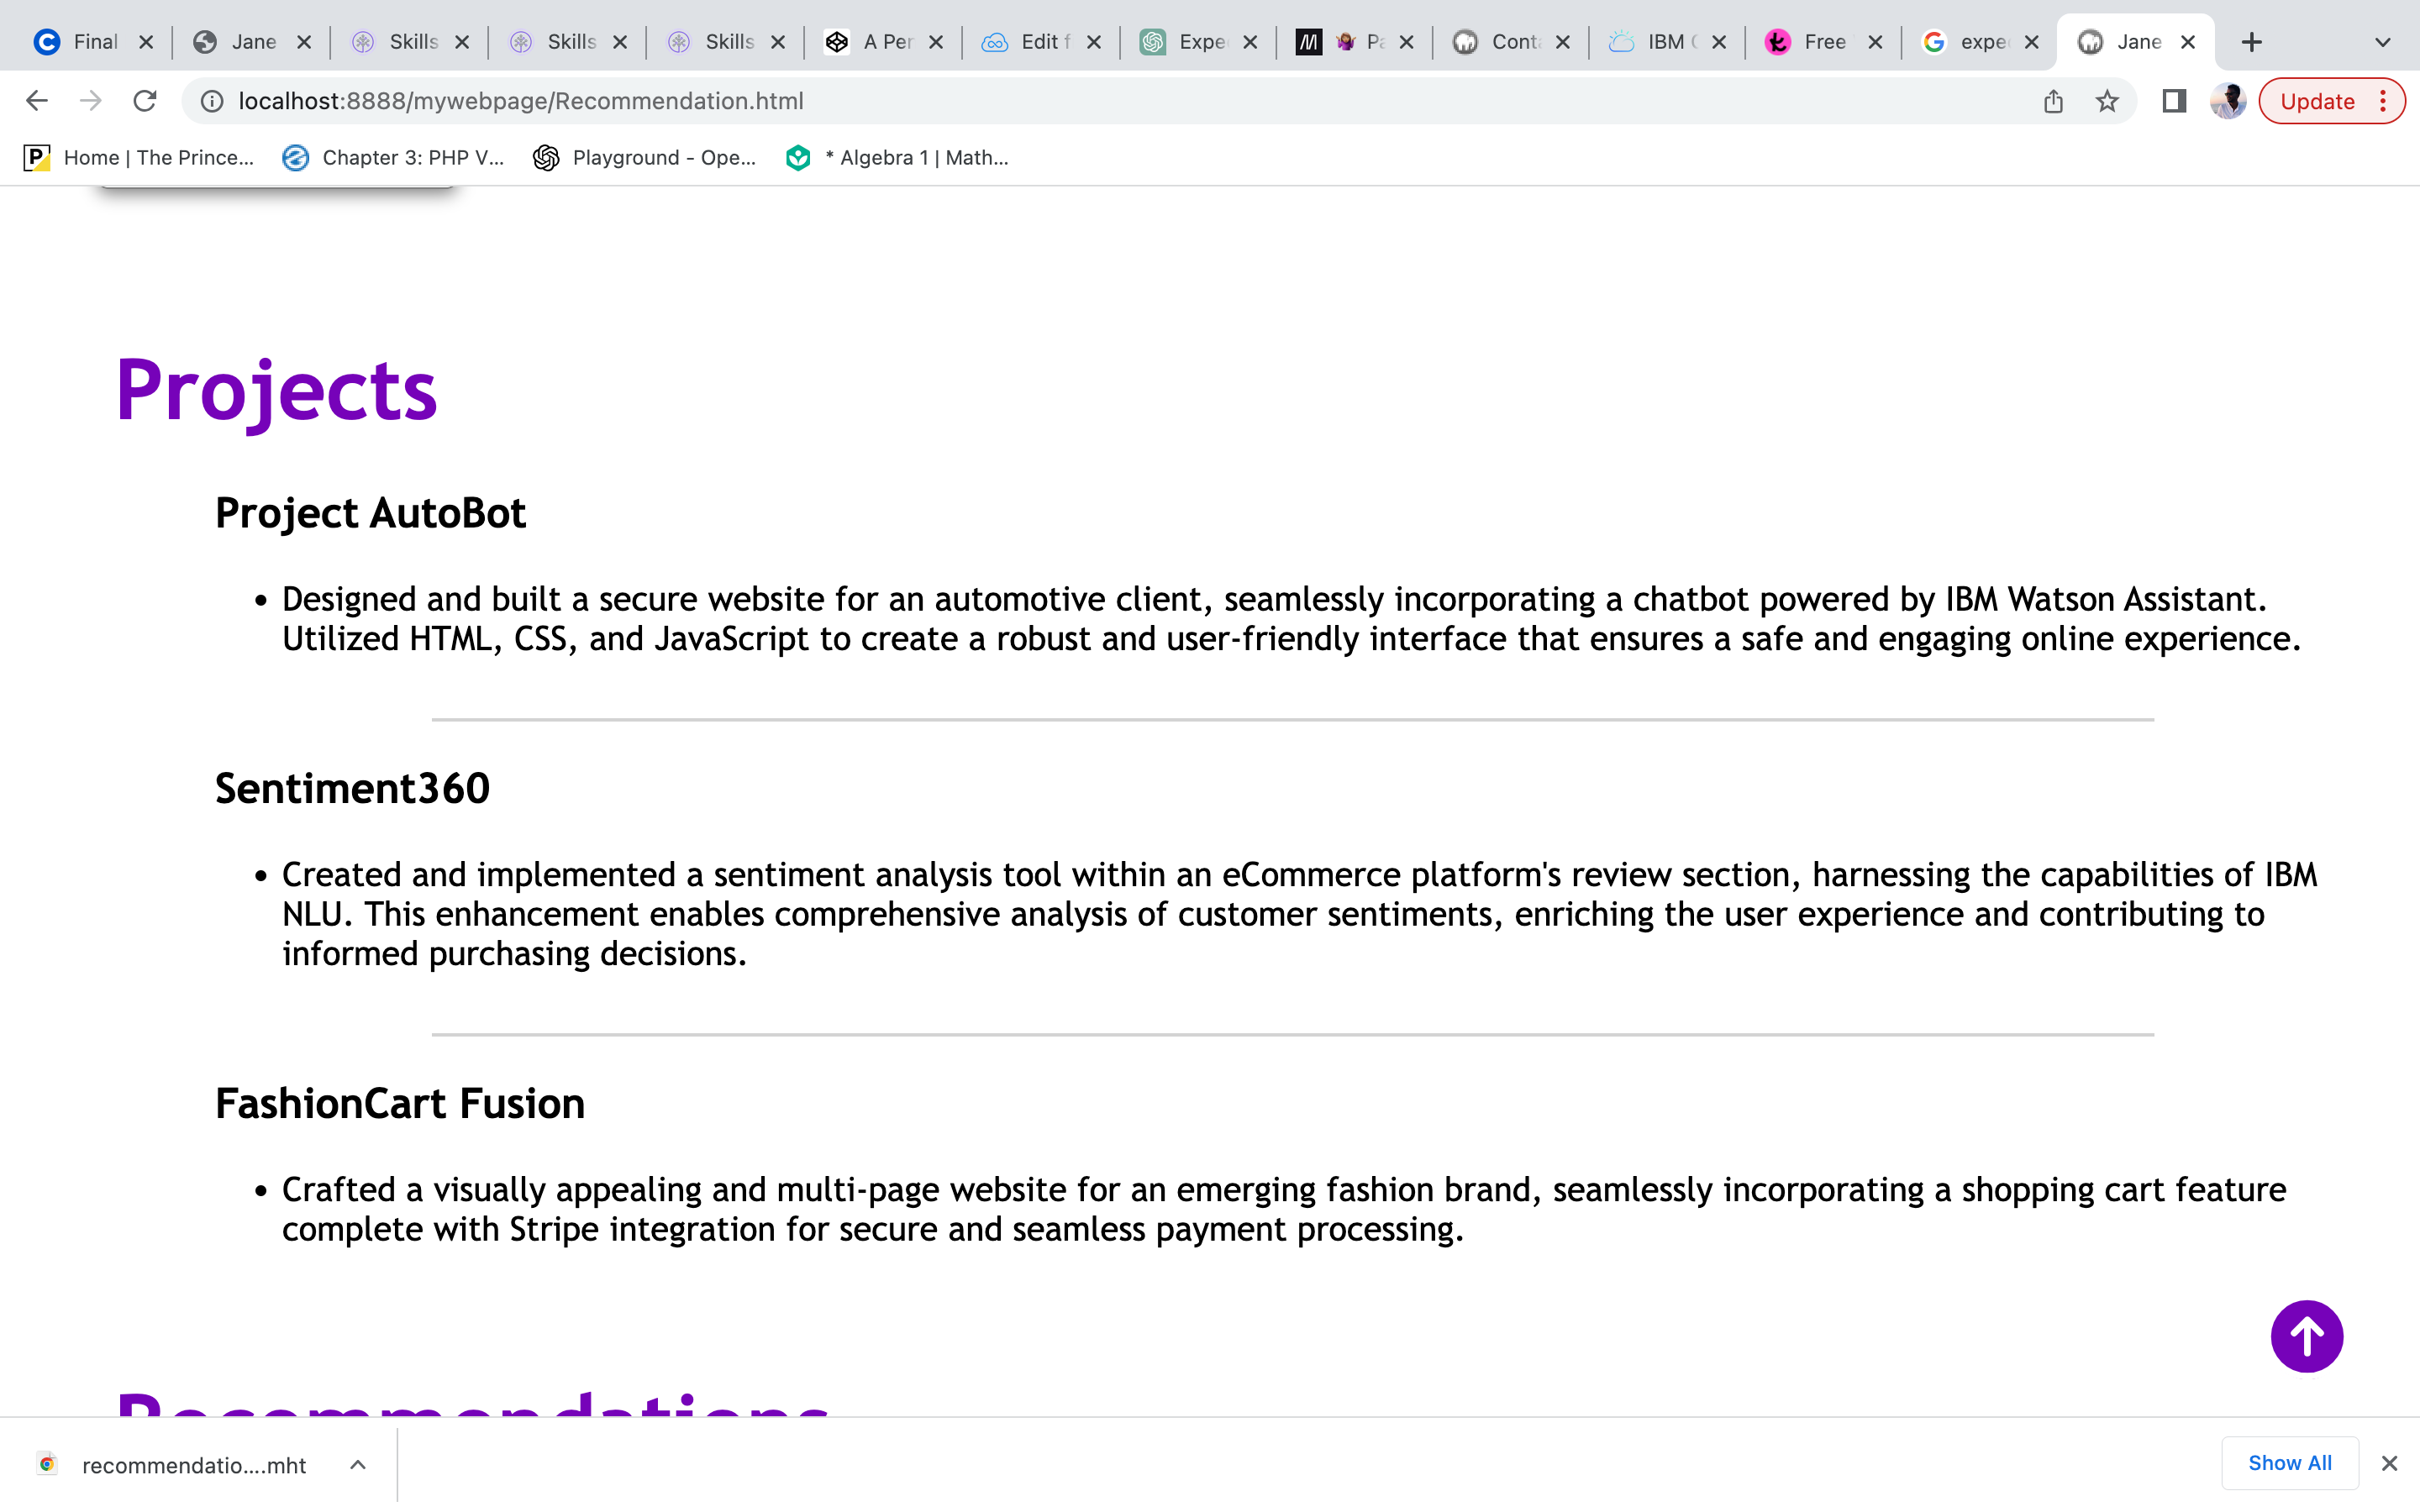 Final
Jane
Skills
Skills
Skills
A Per
Edit f
Expe
M
Pa
Conta
IBM
Free
expe
Jane
localhost:8888/mywebpage/Recommendation.html
Update
Home | The Prince...
Chapter 3: PHP V...
Playground - Ope...
* Algebra 1 | Math...
Projects
Project AutoBot
• Designed and built a secure website for an automotive client, seamlessly incorporating a chatbot powered by IBM Watson Assistant.
Utilized HTML, CSS, and JavaScript to create a robust and user-friendly interface that ensures a safe and engaging online experience.
Sentiment360
• Created and implemented a sentiment analysis tool within an eCommerce platform's review section, harnessing the capabilities of IBM
NLU. This enhancement enables comprehensive analysis of customer sentiments, enriching the user experience and contributing to
informed purchasing decisions.
FashionCart Fusion
• Crafted a visually appealing and multi-page website for an emerging fashion brand, seamlessly incorporating a shopping cart feature
complete with Stripe integration for secure and seamless payment processing.
Recommendations
recommendatio....mht
Show All